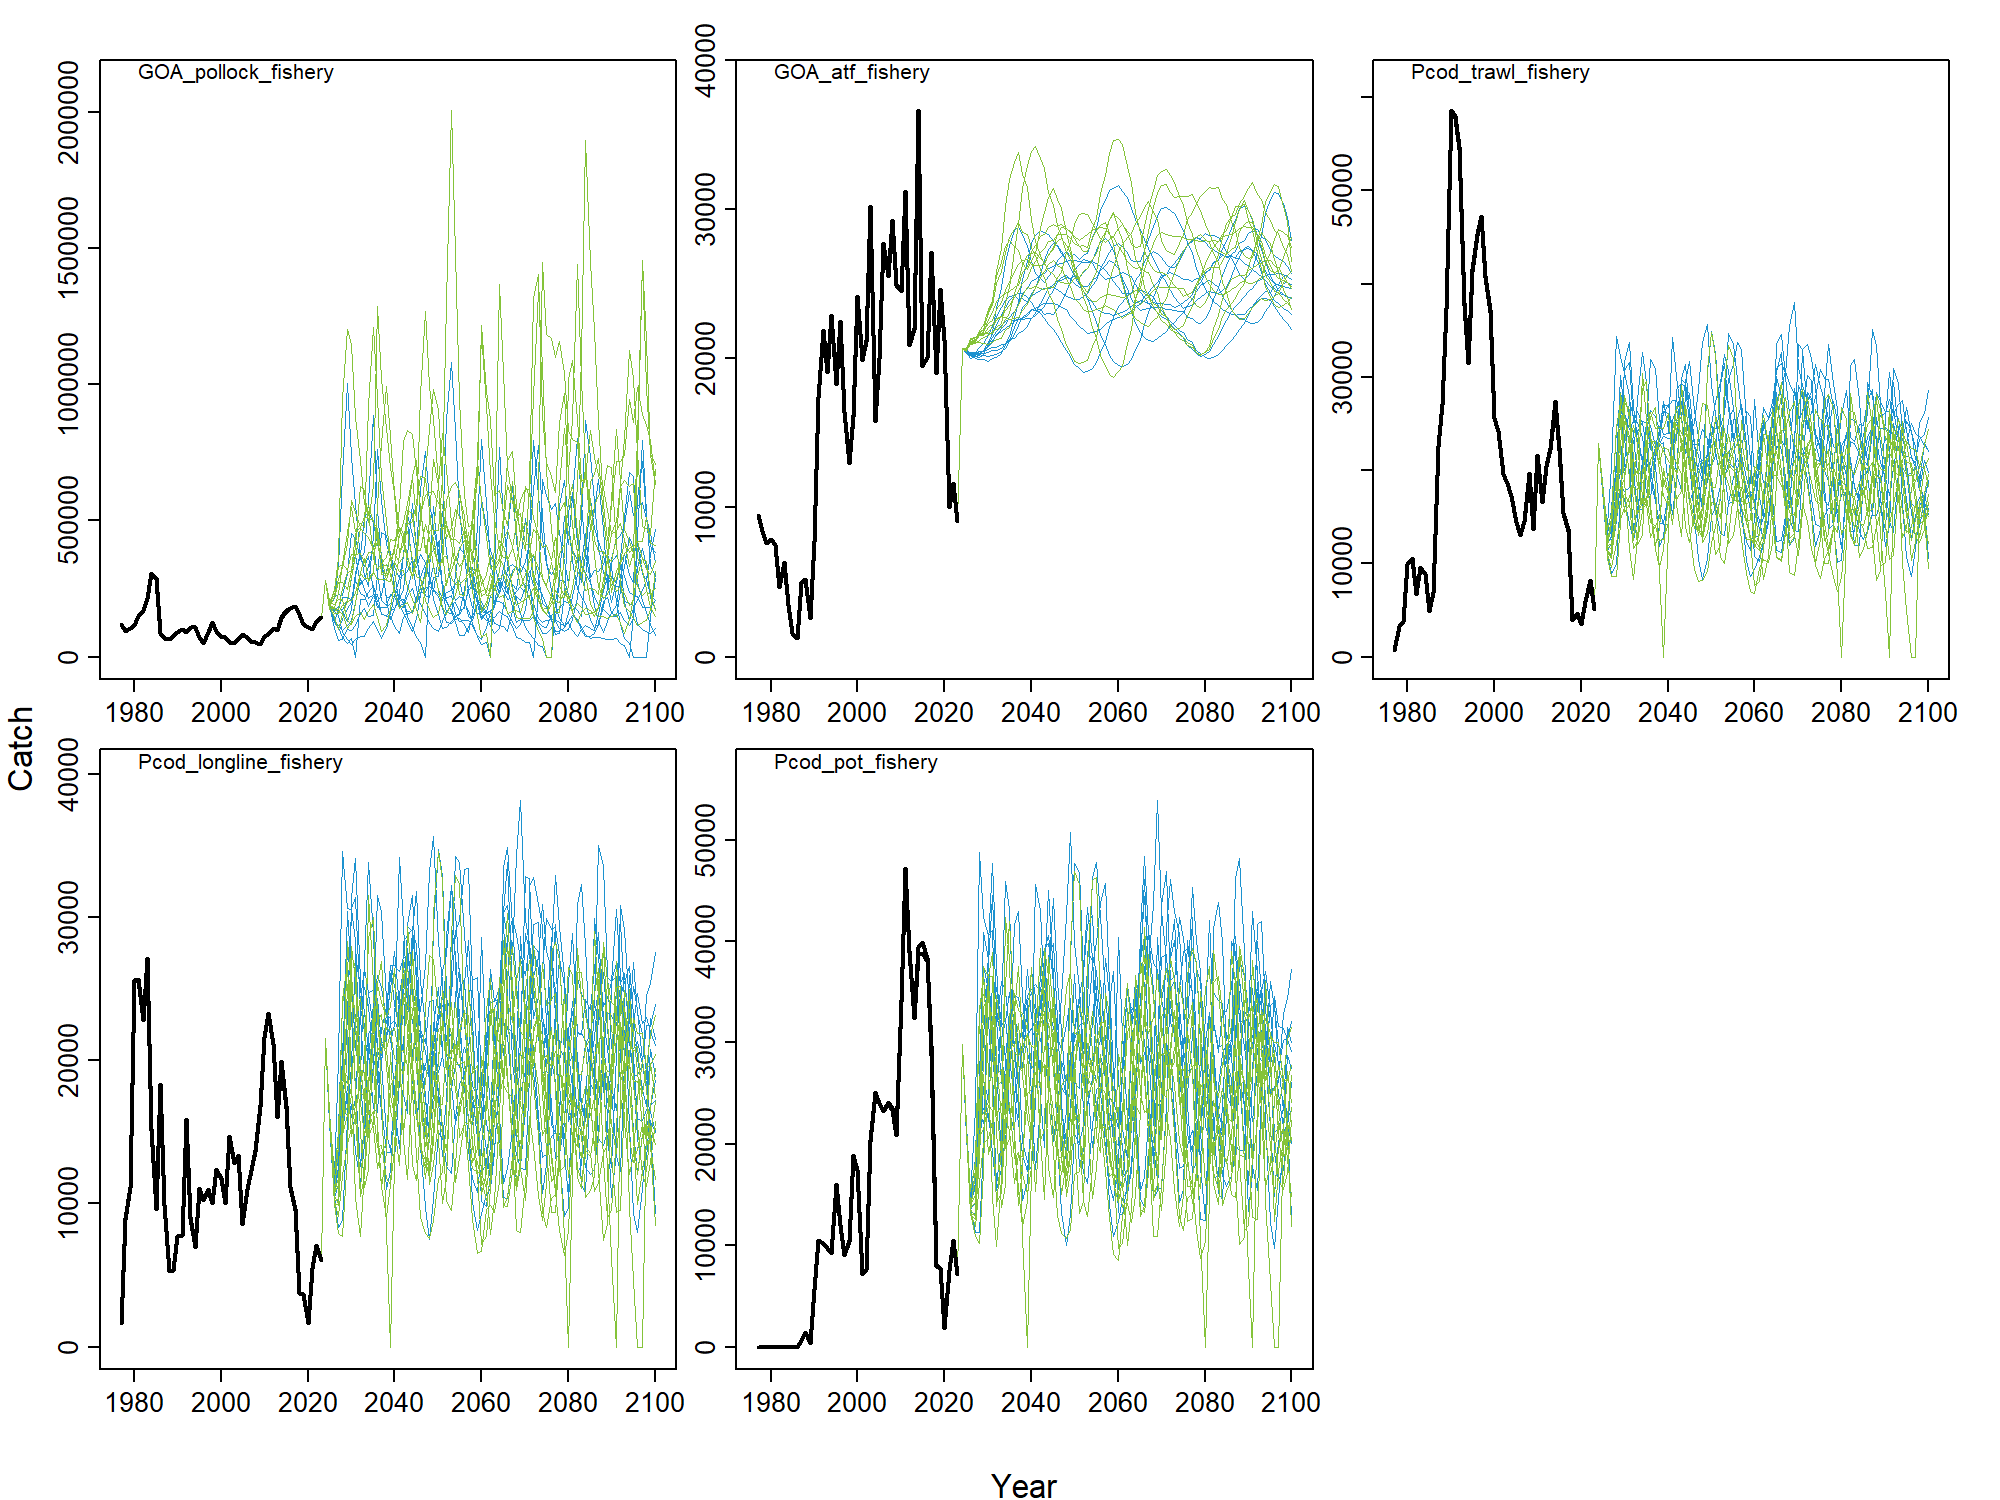 GOA_pollock_fishery
0
500000
1000000
1500000
2000000
1980 2000 2020 2040 2060 2080 2100
GOA_atf_fishery
0
10000
20000
30000
40000
1980 2000 2020 2040 2060 2080 2100
Pcod_trawl_fishery
0
10000
30000
50000
1980 2000 2020 2040 2060 2080 2100
Catch
Pcod_longline_fishery
0
10000
20000
30000
40000
1980 2000 2020 2040 2060 2080 2100
Pcod_pot_fishery
0
10000
20000
30000
40000
50000
1980 2000 2020 2040 2060 2080 2100
Year